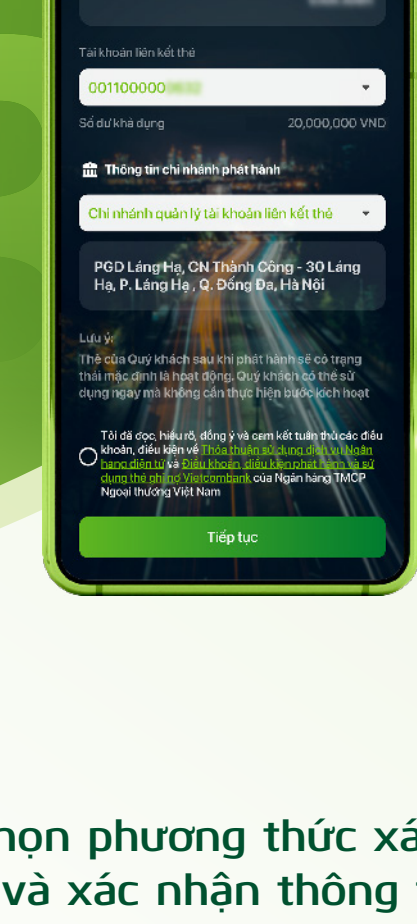 Tài khoản liên kết thẻ
001100000
Số dư khả dụng 20,000,000 VND
Thông tin chi nhánh phát hành
Chi nhánh quản lý tài khoản liên kết thẻ
PGD Láng Hạ, CN Thành Công - 30 Láng
Hạ, P. Láng Hạ , Q. Đống Đa, Hà Nội
Lưu ý:
Thẻ của Quý khách sau khi phát hành sẽ có trạng
thái mặc định là hoạt động. Quý khách có thể sử
dụng ngay mà không cần thực hiện bước kích hoạt
Tôi đã đọc, hiểu rõ, đồng ý và cam kết tuân thủ các điều
khoản, điều kiện về Thỏa thuận sử dụng dịch vụ Ngân
hàng điện tử và Điều khoản, điều kiện phát hành và sử
dụng thẻ ghi nợ Vietcombank của Ngân hàng TMCP
Ngoại thương Việt Nam
Tiếp tục
họn phương thức xá
và xác nhận thông